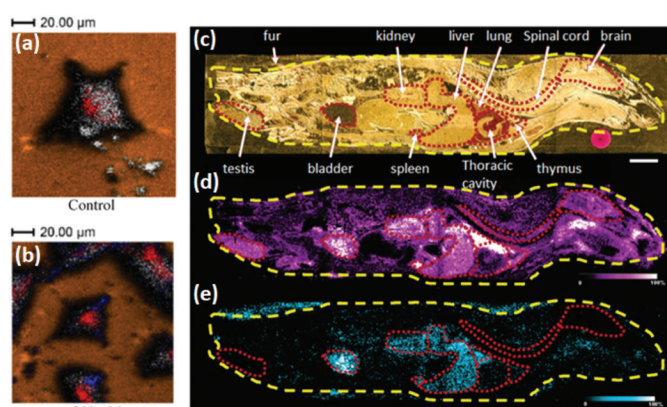 20.00 µm
(a)
Control
20.00 µm
(b)
(c)
fur
kidney
liver
lung
Spinal cord
brain
testis
bladder
spleen
Thoracic
cavity
thymus
(d)
0%
100%
(e)
0%
100%